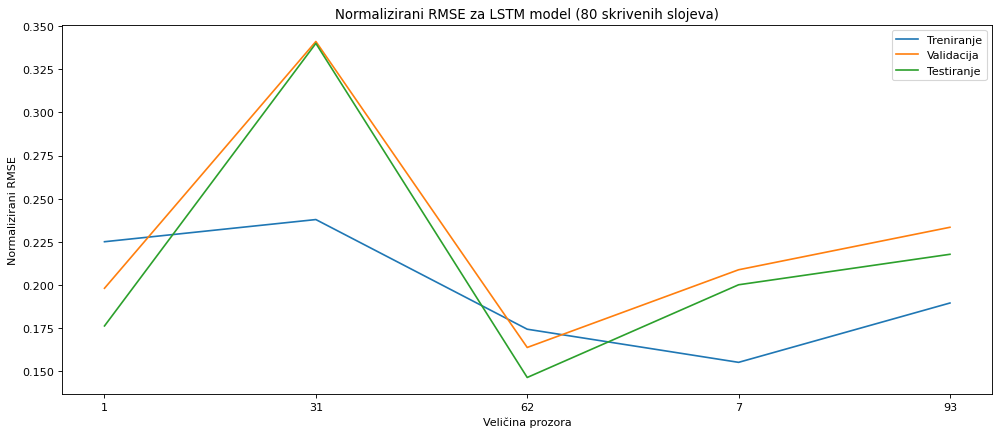 Normalizirani RMSE za LSTM model (80 skrivenih slojeva)
Treniranje
Validacija
Testiranje
Normalizirani RMSE
0.350
0.325
0.300
0.275
0.250
0.225
0.200
0.175
0.150
1 31 62 7 93
Veličina prozora